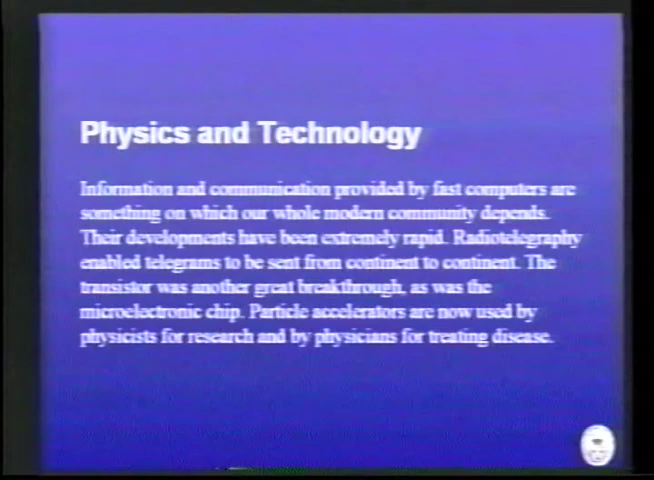 Physics and Technology
Information and communication provided by fast computers are
something on which our whole modern community depends.
Their developments have been extremely rapid. Radiotelegraphy
enabled telegrams to be sent from continent to continent. The
transistor was another great breakthrough, as was the
microelectronic chip. Particle accelerators are now used by
physicists for research and by physicians for treating disease.